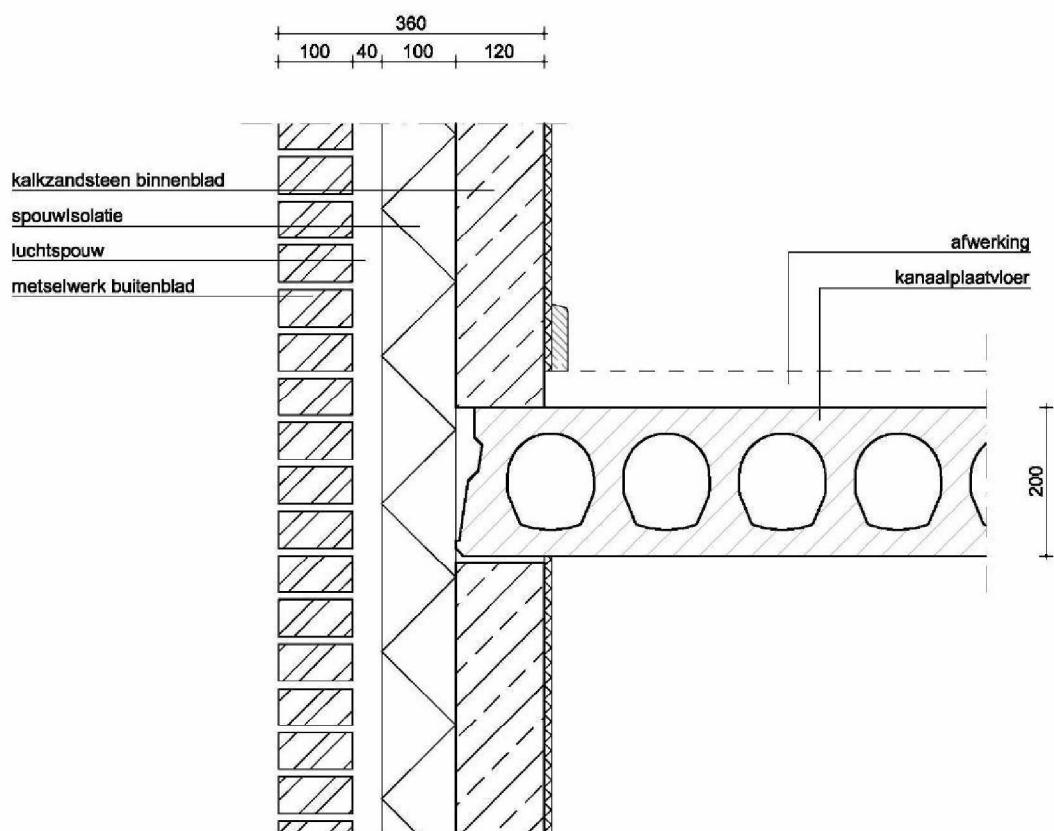 360
100 40 100 120
kalkzandsteen binnenblad
spouwisolatie
luchtspouw
metselwerk buitenblad
afwerking
kanaalplaatvloer
200